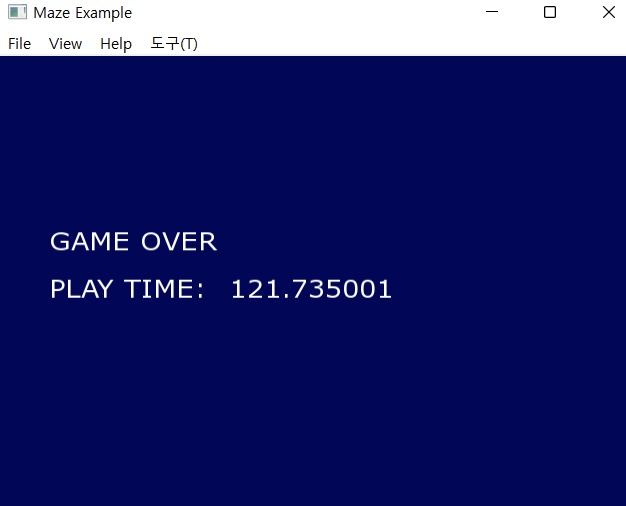 Maze Example
File View Help 도구(T)
GAME OVER
PLAY TIME: 121.735001